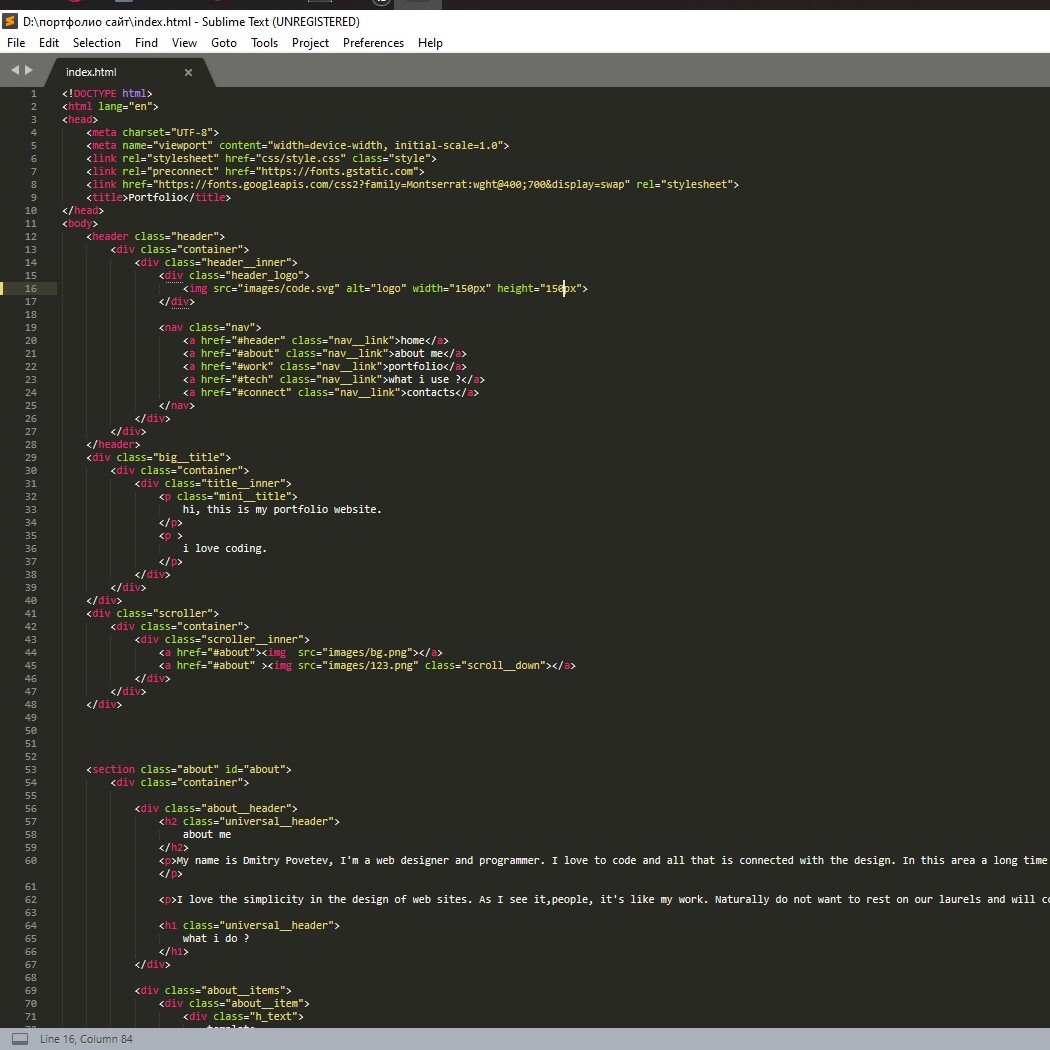 D:\портфолио сайт\index.html - Sublime Text (UNREGISTERED)
File Edit Selection Find View Goto Tools Project Preferences Help
index.html
1 <!DOCTYPE html>
2 <html lang="en">
3 <head>
4 <meta charset="UTF-8">
5 <meta name="viewport" content="width=device-width, initial-scale=1.0">
6 <link rel="stylesheet" href="css/style.css" class="style">
7 <link rel="preconnect" href="https://fonts.gstatic.com">
8 <link href="https://fonts.googleapis.com/css2?family=Montserrat:wght@400;700&display=swap" rel="stylesheet">
9 <title>Portfolio</title>
10 </head>
11 <body>
12 <header class="header">
13 <div class="container">
14 <div class="header__inner">
15 <div class="header_logo">
16 <img src="images/code.svg" alt="logo" width="150px" height="150px">
17 </div>
18
19 <nav class="nav">
20 <a href="#header" class="nav__link">home</a>
21 <a href="#about" class="nav__link">about me</a>
22 <a href="#work" class="nav__link">portfolio</a>
23 <a href="#tech" class="nav__link">what i use ?</a>
24 <a href="#connect" class="nav__link">contacts</a>
25 </nav>
26 </div>
27 </div>
28 </header>
29 <div class="big__title">
30 <div class="container">
31 <div class="title__inner">
32 <p class="mini__title">
33 hi, this is my portfolio website.
34 </p>
35 <p >
36 i love coding.
37 </p>
38 </div>
39 </div>
40 </div>
41 <div class="scroller">
42 <div class="container">
43 <div class="scroller__inner">
44 <a href="#about"><img  src="images/bg.png"></a>
45 <a href="#about" ><img src="images/123.png" class="scroll__down"></a>
46 </div>
47 </div>
48 </div>
49
50
51
52
53 <section class="about" id="about">
54 <div class="container">
55
56 <div class="about__header">
57 <h2 class="universal__header">
58 about me
59 </h2>
60 <p>My name is Dmitry Povetev, I'm a web designer and programmer. I love to code and all that is connected with the design. In this area a long time
</p>
61
62 <p>I love the simplicity in the design of web sites. As I see it,people, it's like my work. Naturally do not want to rest on our laurels and will
63
64 <h1 class="universal__header">
65 what i do ?
66 </h1>
67 </div>
68
69 <div class="about__items">
70 <div class="about__item">
71 <div class="h_text">
Line 16, Column 84